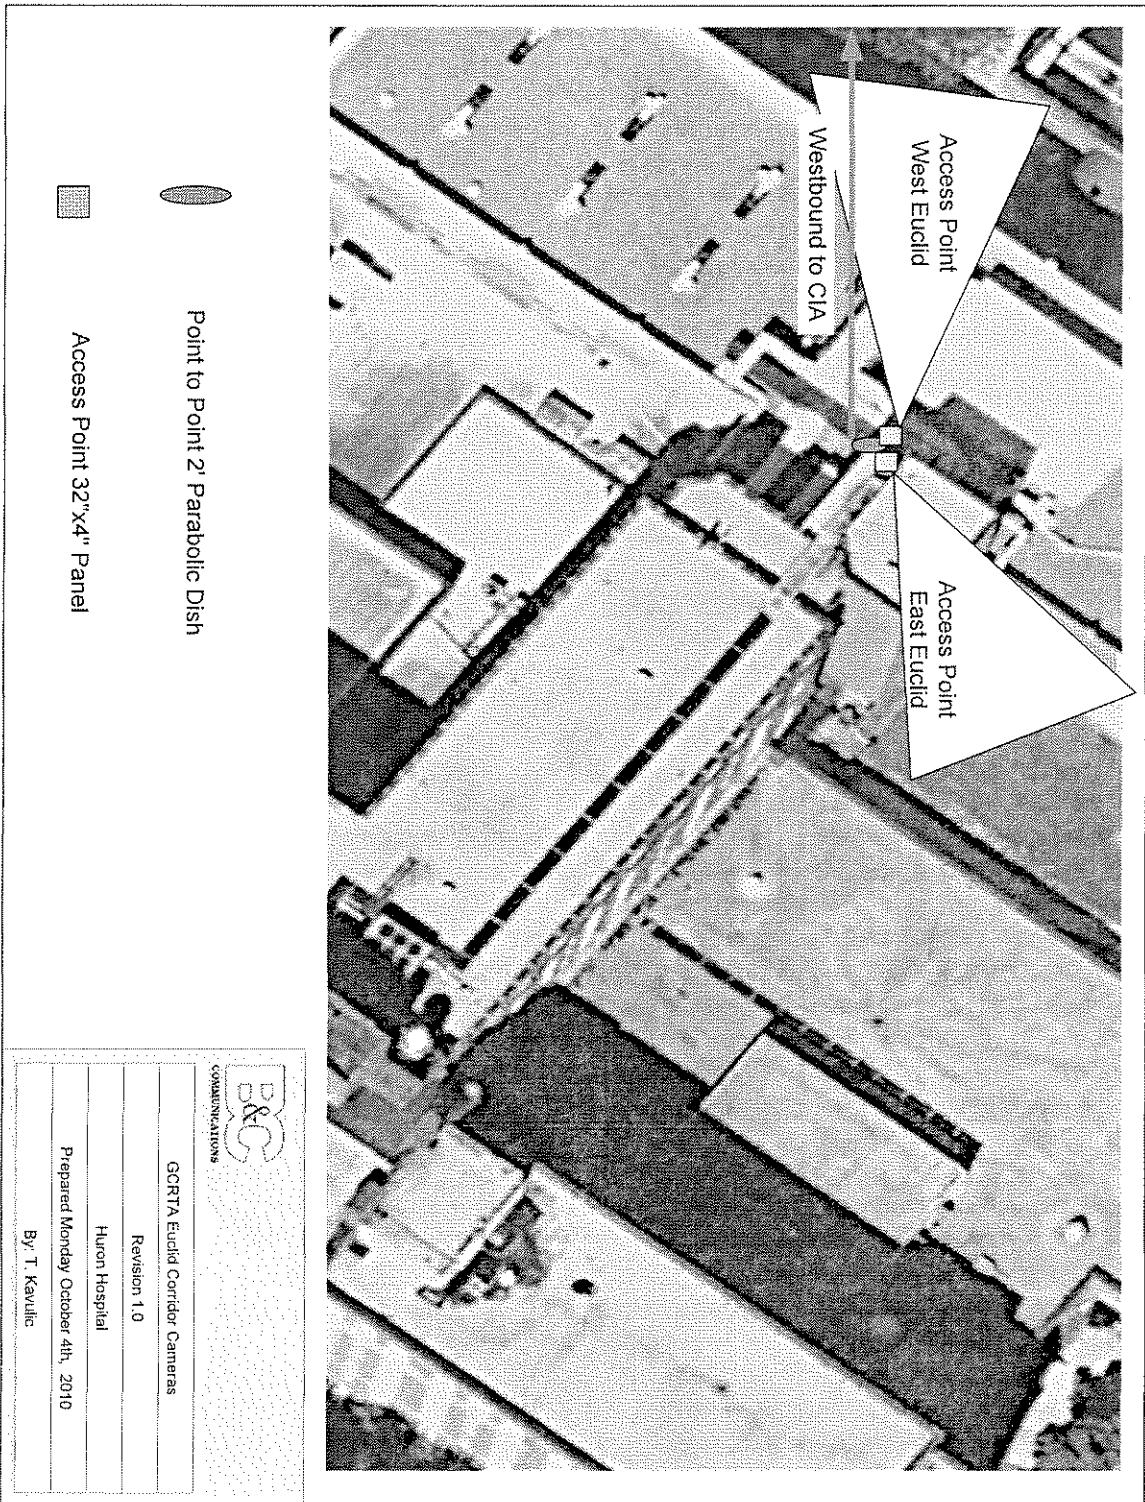 Access Point
West Euclid
Westbound to CIA
Access Point
East Euclid
Point to Point 2' Parabolic Dish
Access Point 32"x4" Panel
B&C
COMMUNICATIONS
GCRTA Euclid Corridor Cameras
Revision 1.0
Huron Hospital
Prepared Monday October 4th, 2010
By: T. Kavulic